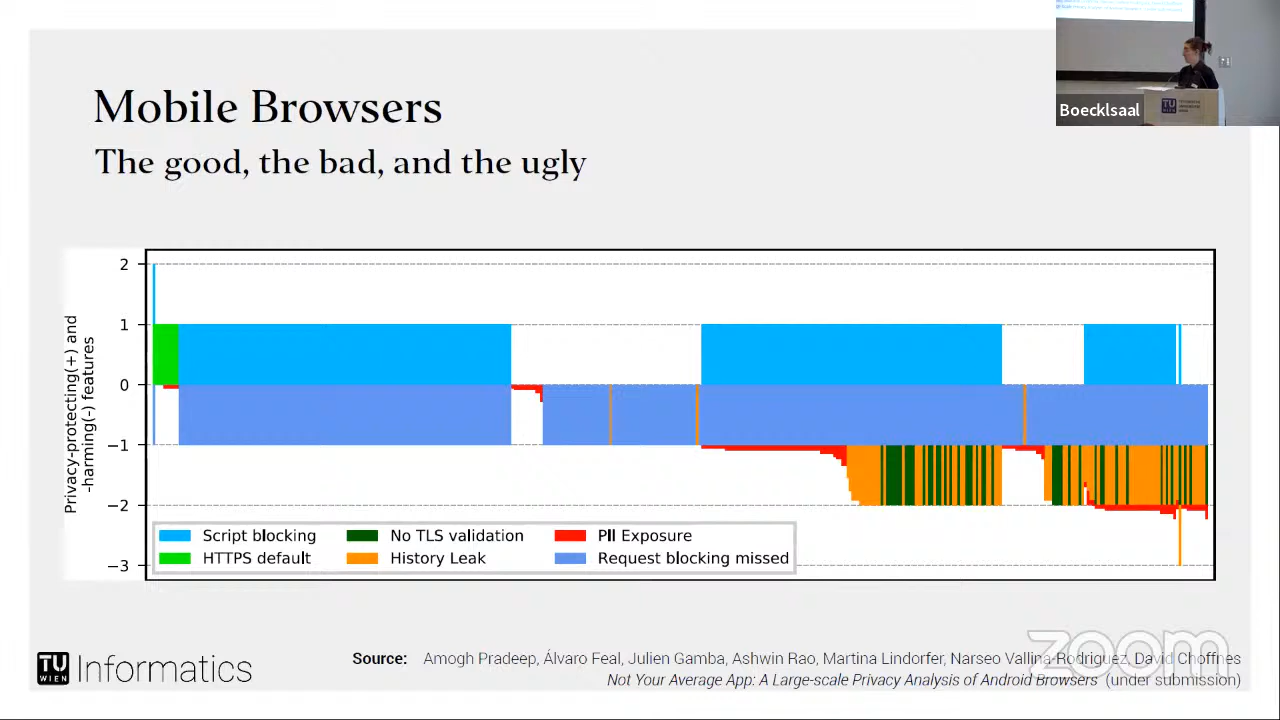 Boecklsaal
Mobile Browsers
The good, the bad, and the ugly
Privacy-protecting(+) and
-harming(-) features
2
1
0
−1
−2
−3
Script blocking
HTTPS default
No TLS validation
History Leak
PII Exposure
Request blocking missed
TU
WIEN
Informatics
Source: Amogh Pradeep, Álvaro Feal, Julien Gamba, Ashwin Rao, Martina Lindorfer, Narseo Vallina-Rodriguez, David Choffnes
Not Your Average App: A Large-scale Privacy Analysis of Android Browsers (under submission)
zoom